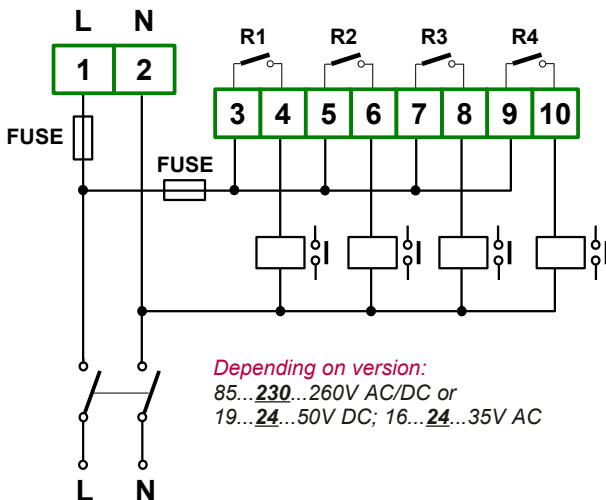 L N
R1 R2 R3 R4
1 2
3 4 5 6 7 8 9 10
FUSE
FUSE
Depending on version:
85...230...260V AC/DC or
19...24...50V DC; 16...24...35V AC
L N